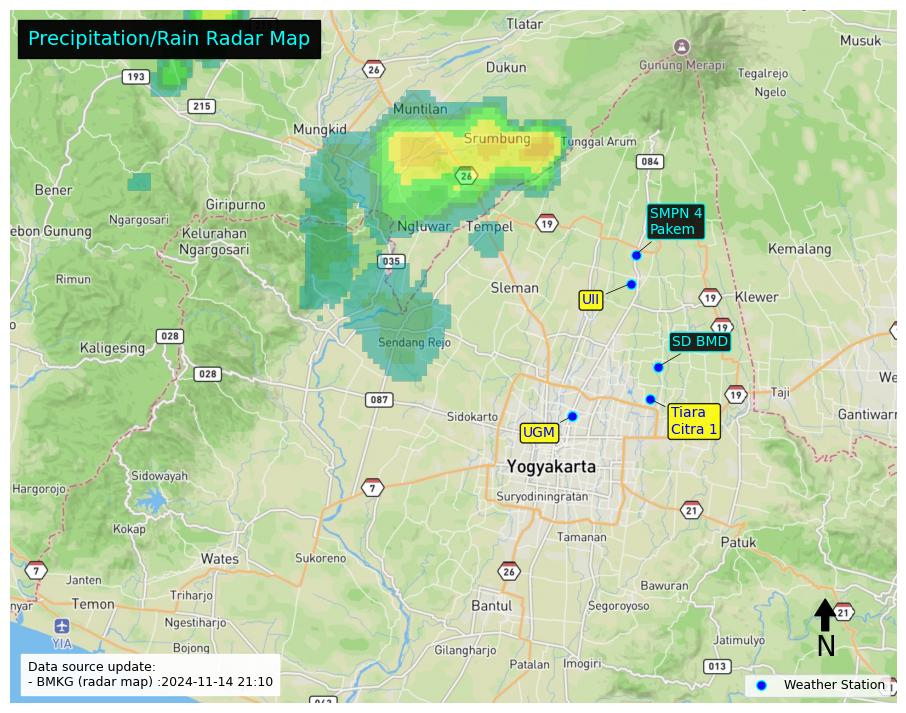 Precipitation/Rain Radar Map
Tlatar
Musuk
26
Dukun
Gunung Merapi
Tegalrejo
193
Ngelo
215
Muntilan
Mungkid
Srumbung
Tunggal Arum
084
26
Bener
Giripurno
SMPN 4
Pakem
Ngargosari
Ngluwar
Tempel
19
ebon Gunung
Kelurahan
Ngargosari
Kemalang
035
Rimun
Sleman
UII
19
Klewer
19
028
Sendang Rejo
SD BMD
Kaligesing
028
We
19
Taji
087
Sidokarto
Tiara
Citra 1
Gantiwarn
UGM
Yogyakarta
Sidowayah
Hargorojo
7
Suryodiningratan
21
Kokap
Tamanan
Patuk
Wates
Sukoreno
7
26
Janten
Bawuran
Triharjo
nyar
Temon
Bantul
Segoroyoso
21
Ngestiharjo
YIA
Jatimulyo
N
Bojong
Gilangharjo
Patalan
Imogiri
013
Data source update:
- BMKG (radar map) :2024-11-14 21:10
Weather Station